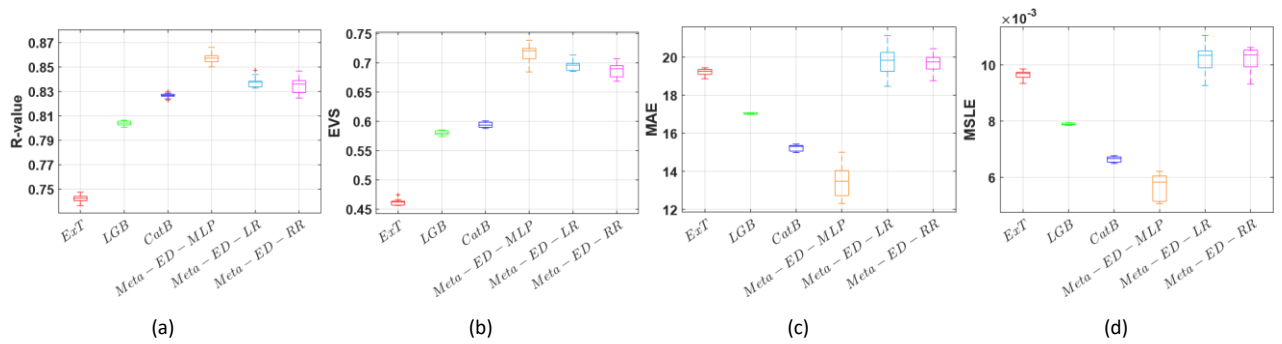 0.87
0.85
0.83
0.81
0.77
0.75
R-value
ExT
LGB
CatB
Meta − ED − MLP
Meta − ED − LR
Meta − ED − RR
(a)
0.75
0.7
0.65
0.6
0.55
0.5
0.45
EVS
ExT
LGB
CatB
Meta − ED − MLP
Meta − ED − LR
Meta − ED − RR
(b)
20
18
16
14
12
MAE
ExT
LGB
CatB
Meta − ED − MLP
Meta − ED − LR
Meta − ED − RR
(c)
×10⁻³
10
8
6
MSLE
ExT
LGB
CatB
Meta − ED − MLP
Meta − ED − LR
Meta − ED − RR
(d)